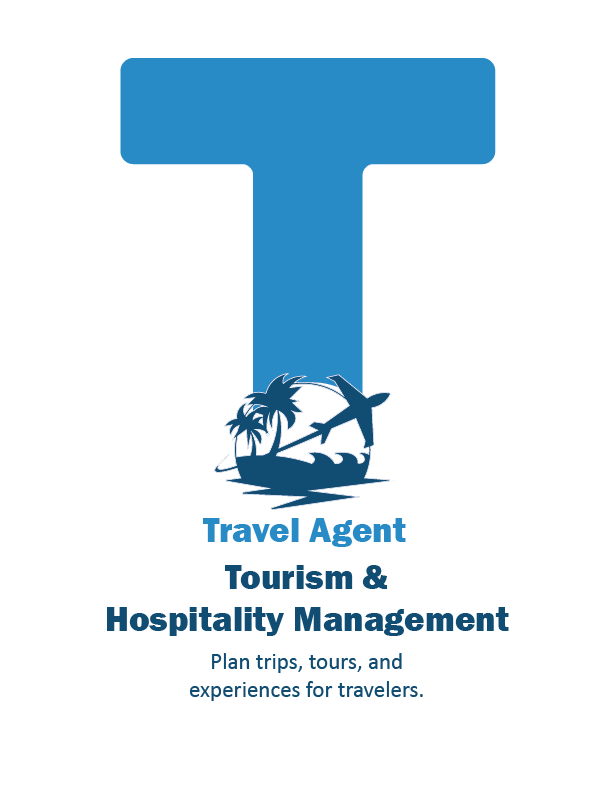 T
Travel Agent
Tourism &
Hospitality Management
Plan trips, tours, and
experiences for travelers.